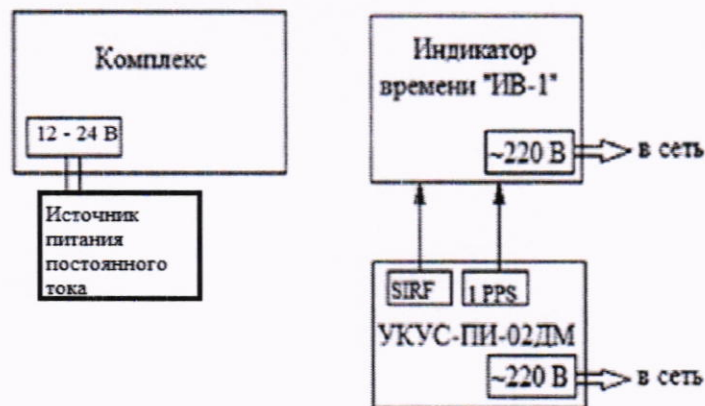 Комплекс
12 - 24 В
Источник
питания
постоянного
тока
Индикатор
времени "ИВ-1"
~220 В
в сеть
SIRF
1 PPS
УКУС-ПИ-02ДМ
~220 В
в сеть